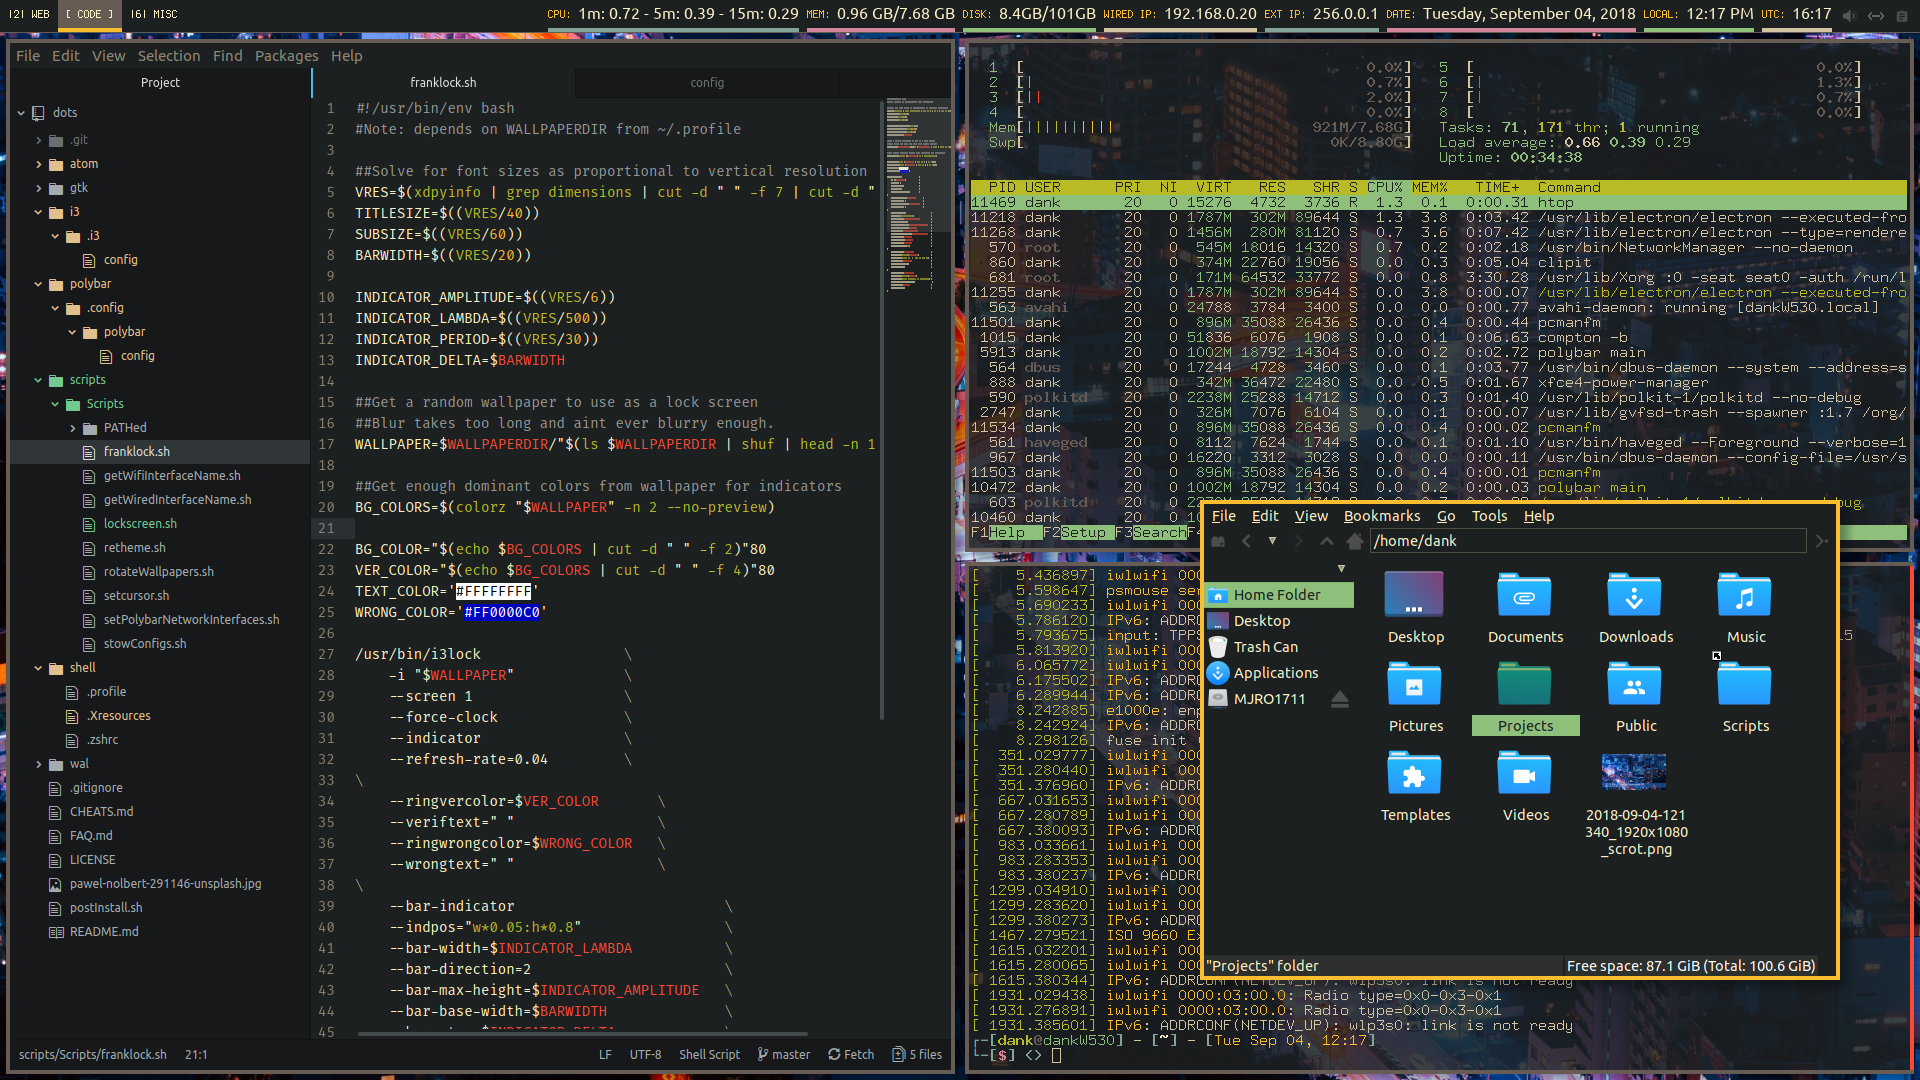 |2| WEB
[ CODE ]
|6| MISC
CPU: 1m: 0.72 - 5m: 0.39 - 15m: 0.29 MEM: 0.96 GB/7.68 GB DISK: 8.4GB/101GB WIRED IP: 192.168.0.20 EXT IP: 256.0.0.1 DATE: Tuesday, September 04, 2018 LOCAL: 12:17 PM UTC: 16:17
File Edit View Selection Find Packages Help
Project
dots
.git
atom
gtk
i3
.i3
config
polybar
.config
polybar
config
scripts
Scripts
PATHed
franklock.sh
getWifiInterfaceName.sh
getWiredInterfaceName.sh
lockscreen.sh
retheme.sh
rotateWallpapers.sh
setcursor.sh
setPolybarNetworkInterfaces.sh
stowConfigs.sh
shell
.profile
.Xresources
.zshrc
wal
.gitignore
CHEATS.md
FAQ.md
LICENSE
pawel-nolbert-291146-unsplash.jpg
postInstall.sh
README.md
franklock.sh
config
1 #!/usr/bin/env bash
2 #Note: depends on WALLPAPERDIR from ~/.profile
3
4 ##Solve for font sizes as proportional to vertical resolution
5 VRES=$(xdpyinfo | grep dimensions | cut -d " " -f 7 | cut -d "
6 TITLESIZE=$((VRES/40))
7 SUBSIZE=$((VRES/60))
8 BARWIDTH=$((VRES/20))
9
10 INDICATOR_AMPLITUDE=$((VRES/6))
11 INDICATOR_LAMBDA=$((VRES/500))
12 INDICATOR_PERIOD=$((VRES/30))
13 INDICATOR_DELTA=$BARWIDTH
14
15 ##Get a random wallpaper to use as a lock screen
16 ##Blur takes too long and aint ever blurry enough.
17 WALLPAPER=$WALLPAPERDIR/"$(ls $WALLPAPERDIR | shuf | head -n 1
18
19 ##Get enough dominant colors from wallpaper for indicators
20 BG_COLORS=$(colorz "$WALLPAPER" -n 2 --no-preview)
21
22 BG_COLOR="$(echo $BG_COLORS | cut -d " " -f 2)"80
23 VER_COLOR="$(echo $BG_COLORS | cut -d " " -f 4)"80
24 TEXT_COLOR='#FFFFFFFF'
25 WRONG_COLOR='#FF0000C0'
26
27 /usr/bin/i3lock \
28 -i "$WALLPAPER" \
29 --screen 1 \
30 --force-clock \
31 --indicator \
32 --refresh-rate=0.04 \
33 \
34 --ringvercolor=$VER_COLOR \
35 --veriftext=" " \
36 --ringwrongcolor=$WRONG_COLOR \
37 --wrongtext=" " \
38 \
39 --bar-indicator \
40 --indpos="w*0.05:h*0.8" \
41 --bar-width=$INDICATOR_LAMBDA \
42 --bar-direction=2 \
43 --bar-max-height=$INDICATOR_AMPLITUDE \
44 --bar-base-width=$BARWIDTH \
45
scripts/Scripts/franklock.sh 21:1 LF UTF-8 Shell Script master Fetch 5 files
1 [ 0.0%] 5 [ 0.0%]
2 [| 0.7%] 6 [| 1.3%]
3 [|| 2.0%] 7 [| 0.7%]
4 [ 0.0%] 8 [ 0.0%]
Mem[|||||||||| 921M/7.68G] Tasks: 71, 171 thr; 1 running
Swp[ 0K/8.80G] Load average: 0.66 0.39 0.29
Uptime: 00:34:38
PID USER PRI NI VIRT RES SHR S CPU% MEM% TIME+ Command
11469 dank 20 0 15276 4732 3736 R 1.3 0.1 0:00.31 htop
11218 dank 20 0 1787M 302M 89644 S 1.3 3.8 0:03.42 /usr/lib/electron/electron --executed-fro
11268 dank 20 0 1456M 280M 81120 S 0.7 3.6 0:07.42 /usr/lib/electron/electron --type=rendere
570 root 20 0 545M 18016 14320 S 0.7 0.2 0:02.18 /usr/bin/NetworkManager --no-daemon
860 dank 20 0 374M 22760 19056 S 0.0 0.3 0:05.04 clipit
681 root 20 0 171M 64532 33772 S 0.0 0.8 3:30.28 /usr/lib/Xorg :0 -seat seat0 -auth /run/l
11255 dank 20 0 1787M 302M 89644 S 0.0 3.8 0:00.07 /usr/lib/electron/electron --executed-fro
563 avahi 20 0 24788 3784 3400 S 0.0 0.0 0:00.77 avahi-daemon: running [dankW530.local]
11501 dank 20 0 896M 35088 26436 S 0.0 0.4 0:00.44 pcmanfm
1015 dank 20 0 51836 6076 1908 S 0.0 0.1 0:06.63 compton -b
5913 dank 20 0 1002M 18792 14304 S 0.0 0.2 0:02.72 polybar main
564 dbus 20 0 17244 4728 3460 S 0.0 0.1 0:03.77 /usr/bin/dbus-daemon --system --address=s
888 dank 20 0 342M 36472 22480 S 0.0 0.5 0:01.67 xfce4-power-manager
590 polkitd 20 0 2238M 25288 14712 S 0.0 0.3 0:01.40 /usr/lib/polkit-1/polkitd --no-debug
2747 dank 20 0 326M 7076 6104 S 0.0 0.1 0:00.07 /usr/lib/gvfsd-trash --spawner :1.7 /org/
11534 dank 20 0 896M 35088 26436 S 0.0 0.4 0:00.02 pcmanfm
561 haveged 20 0 8112 7624 1744 S 0.0 0.1 0:01.10 /usr/bin/haveged --Foreground --verbose=1
967 dank 20 0 16220 3312 3028 S 0.0 0.0 0:00.11 /usr/bin/dbus-daemon --config-file=/usr/s
11503 dank 20 0 896M 35088 26436 S 0.0 0.4 0:00.01 pcmanfm
10472 dank 20 0 1002M 18792 14304 S 0.0 0.2 0:00.03 polybar main
603 polkitd 20 0
10460 dank 20 0
F1Help F2Setup F3Search F4
[ 5.436897] iwlwifi 000
[ 5.598647] psmouse ser
[ 5.690233] iwlwifi 000
[ 5.786120] IPv6: ADDRC
[ 5.793675] input: TPPS
[ 5.813920] iwlwifi 000
[ 6.065772] iwlwifi 000
[ 6.175502] IPv6: ADDRC
[ 6.289944] IPv6: ADDRC
[ 8.242885] e1000e: enp
[ 8.242924] IPv6: ADDRC
[ 8.298126] fuse init
[ 351.029777] iwlwifi 000
[ 351.280440] iwlwifi 000
[ 351.376960] IPv6: ADDRC
[ 667.031653] iwlwifi 000
[ 667.280789] iwlwifi 000
[ 667.380093] IPv6: ADDRC
[ 983.033661] iwlwifi 000
[ 983.283353] iwlwifi 000
[ 983.380237] IPv6: ADDRC
[ 1299.034910] iwlwifi 000
[ 1299.283620] iwlwifi 000
[ 1299.380273] IPv6: ADDRC
[ 1467.279521] ISO 9660 Ex
[ 1615.032201] iwlwifi 000
[ 1615.280065] iwlwifi 000
[ 1615.380344] IPv6: ADDRCONF(NETDEV_UP): wlp3s0: link is not ready
[ 1931.029438] iwlwifi 0000:03:00.0: Radio type=0x0-0x3-0x1
[ 1931.276891] iwlwifi 0000:03:00.0: Radio type=0x0-0x3-0x1
[ 1931.385601] IPv6: ADDRCONF(NETDEV_UP): wlp3s0: link is not ready
[dank@dankW530] - [~] - [Tue Sep 04, 12:17]
[$] <>
File Edit View Bookmarks Go Tools Help
/home/dank
Home Folder
Desktop
Trash Can
Applications
MJRO1711
Desktop Documents Downloads Music
Pictures Projects Public Scripts
Templates Videos 2018-09-04-121
340_1920x1080
_scrot.png
"Projects" folder Free space: 87.1 GiB (Total: 100.6 GiB)